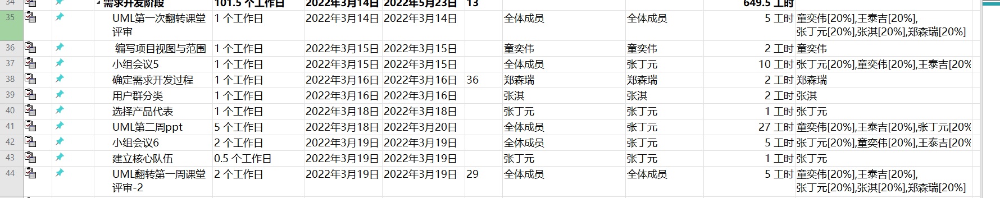 34 需求开发阶段 101.5 个工作日 2022年3月14日 2022年5月23日 13 649.5 工时
35 UML第一次翻转课堂 1 个工作日 2022年3月14日 2022年3月14日 全体成员 全体成员 5 工时 童奕伟[20%],王泰吉[20%],
评审 张丁元[20%],张淇[20%],郑森瑞[20%]
36 编写项目视图与范围 1 个工作日 2022年3月15日 2022年3月15日 童奕伟 童奕伟 2 工时 童奕伟
37 小组会议5 1 个工作日 2022年3月15日 2022年3月15日 全体成员 张丁元 10 工时 张丁元[20%],童奕伟[20%],王泰吉[20%
38 确定需求开发过程 1 个工作日 2022年3月16日 2022年3月16日 36 郑森瑞 郑森瑞 2 工时 郑森瑞
39 用户群分类 1 个工作日 2022年3月16日 2022年3月16日 张淇 张淇 2 工时 张淇
40 选择产品代表 1 个工作日 2022年3月18日 2022年3月18日 张丁元 张丁元 1 工时 张丁元
41 UML第二周ppt 5 个工作日 2022年3月18日 2022年3月20日 全体成员 张丁元 27 工时 童奕伟[20%],王泰吉[20%],张丁元[20%
42 小组会议6 2 个工作日 2022年3月19日 2022年3月19日 全体成员 张丁元 5 工时 张丁元[20%],童奕伟[20%],王泰吉[20%
43 建立核心队伍 0.5 个工作日 2022年3月19日 2022年3月19日 张丁元 张丁元 1 工时 张丁元
44 UML翻转第一周课堂 2 个工作日 2022年3月19日 2022年3月19日 29 全体成员 全体成员 5 工时 童奕伟[20%],王泰吉[20%],
评审-2 张丁元[20%],张淇[20%],郑森瑞[20%]